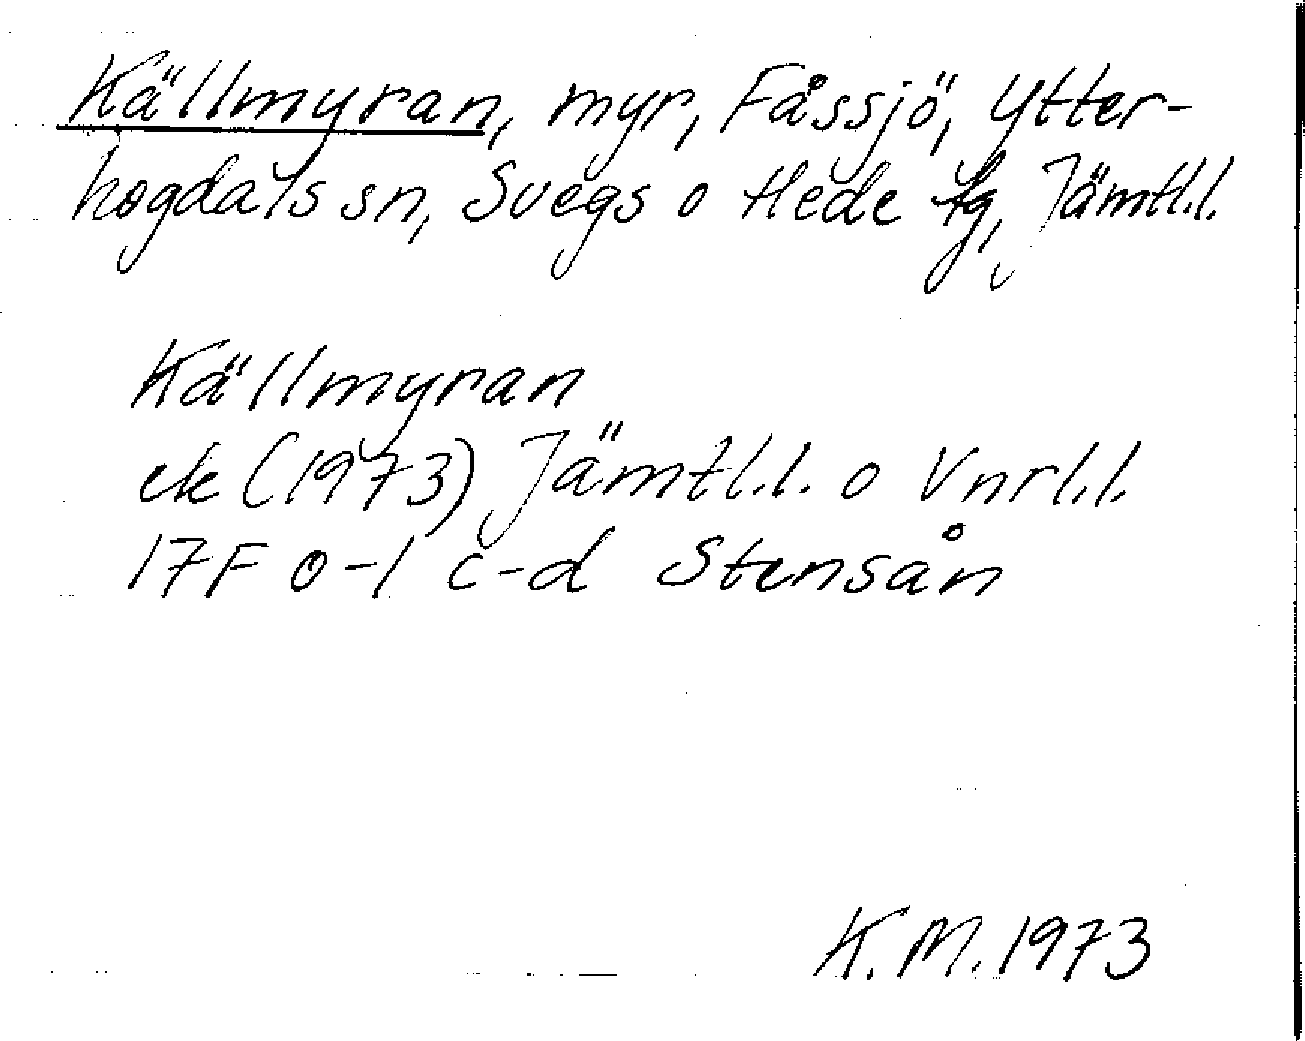 Källmyran, myr, Fåssjö, Ytter-
hogdals sn, Svegs o Hede tg, Jämtl.l.
Källmyran
ek (1973) Jämtl.l. o Vnrl.l.
17F 0-1 c-d Stensån
K.M. 1973